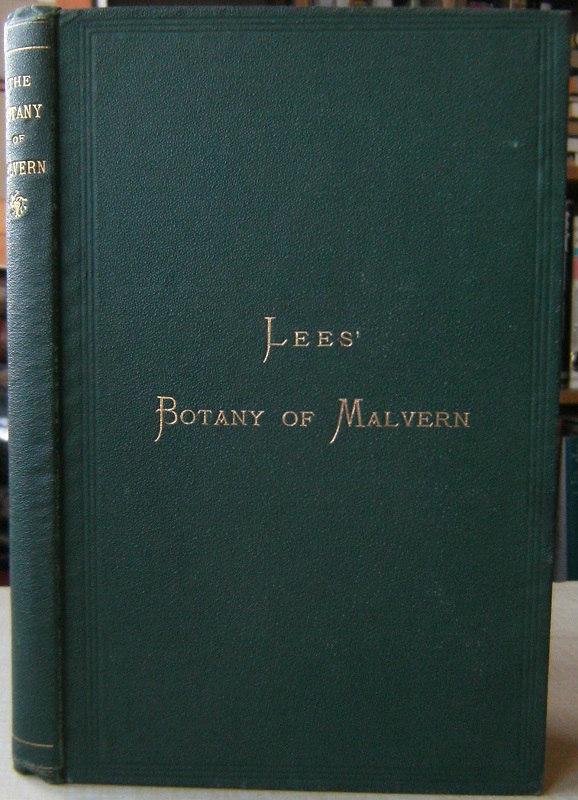 THE
BOTANY
OF
MALVERN
LEES'
BOTANY OF MALVERN